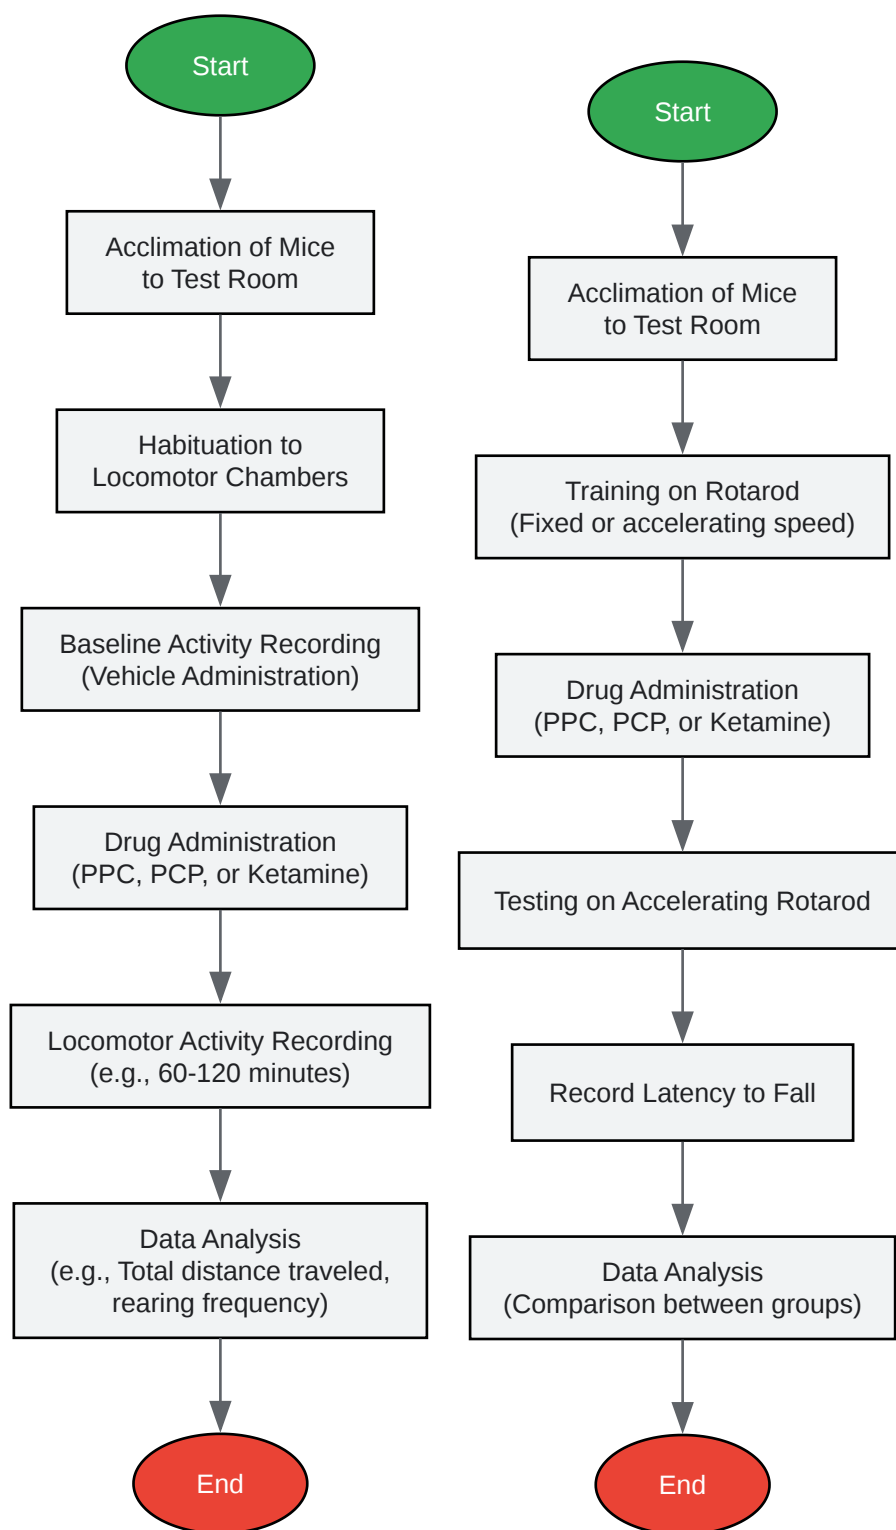 Start
Acclimation of Mice
to Test Room
Habituation to
Locomotor Chambers
Baseline Activity Recording
(Vehicle Administration)
Drug Administration
(PPC, PCP, or Ketamine)
Locomotor Activity Recording
(e.g., 60-120 minutes)
Data Analysis
(e.g., Total distance traveled,
rearing frequency)
End
Start
Acclimation of Mice
to Test Room
Training on Rotarod
(Fixed or accelerating speed)
Drug Administration
(PPC, PCP, or Ketamine)
Testing on Accelerating Rotarod
Record Latency to Fall
Data Analysis
(Comparison between groups)
End